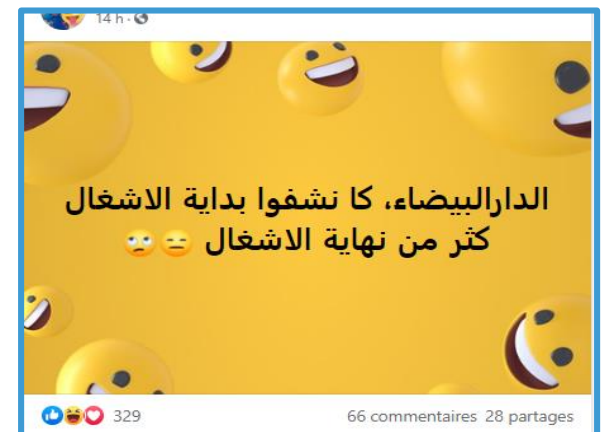 14 h ·
الدارالبيضاء، كا نشفوا بداية الاشغال
كثر من نهاية الاشغال 😑🙄
329
66 commentaires 28 partages